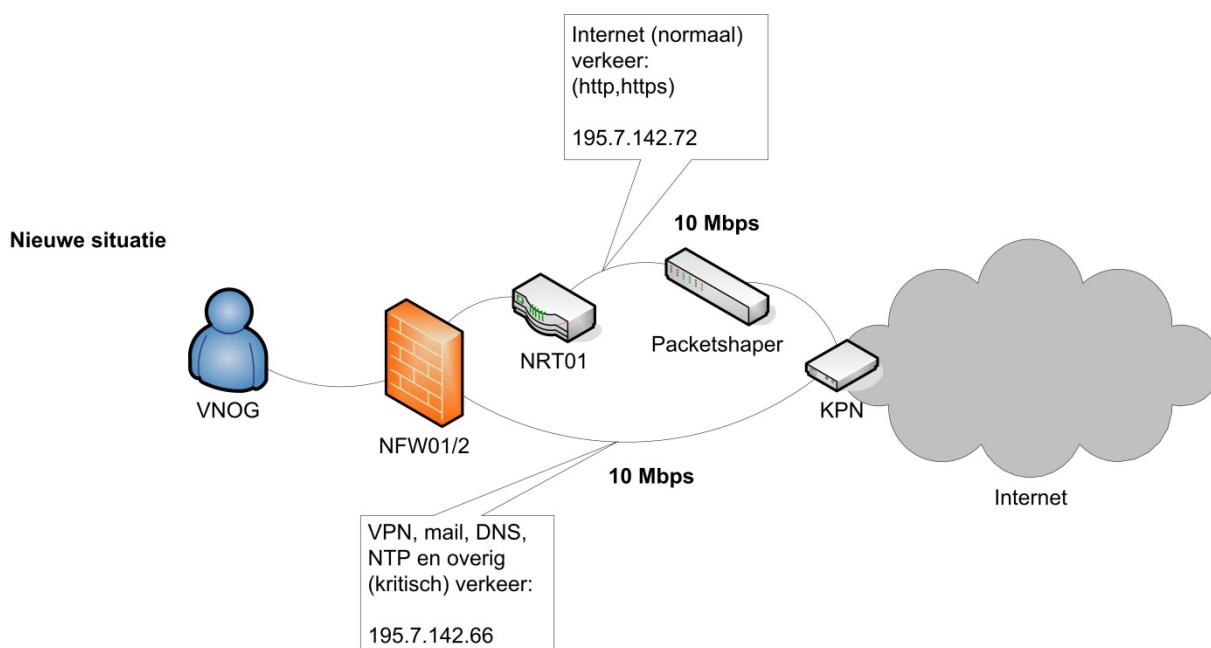 Internet (normaal)
verkeer:
(http,https)
195.7.142.72
10 Mbps
Nieuwe situatie
NRT01
Packetshaper
VNOG
KPN
NFW01/2
10 Mbps
Internet
VPN, mail, DNS,
NTP en overig
(kritisch) verkeer:
195.7.142.66